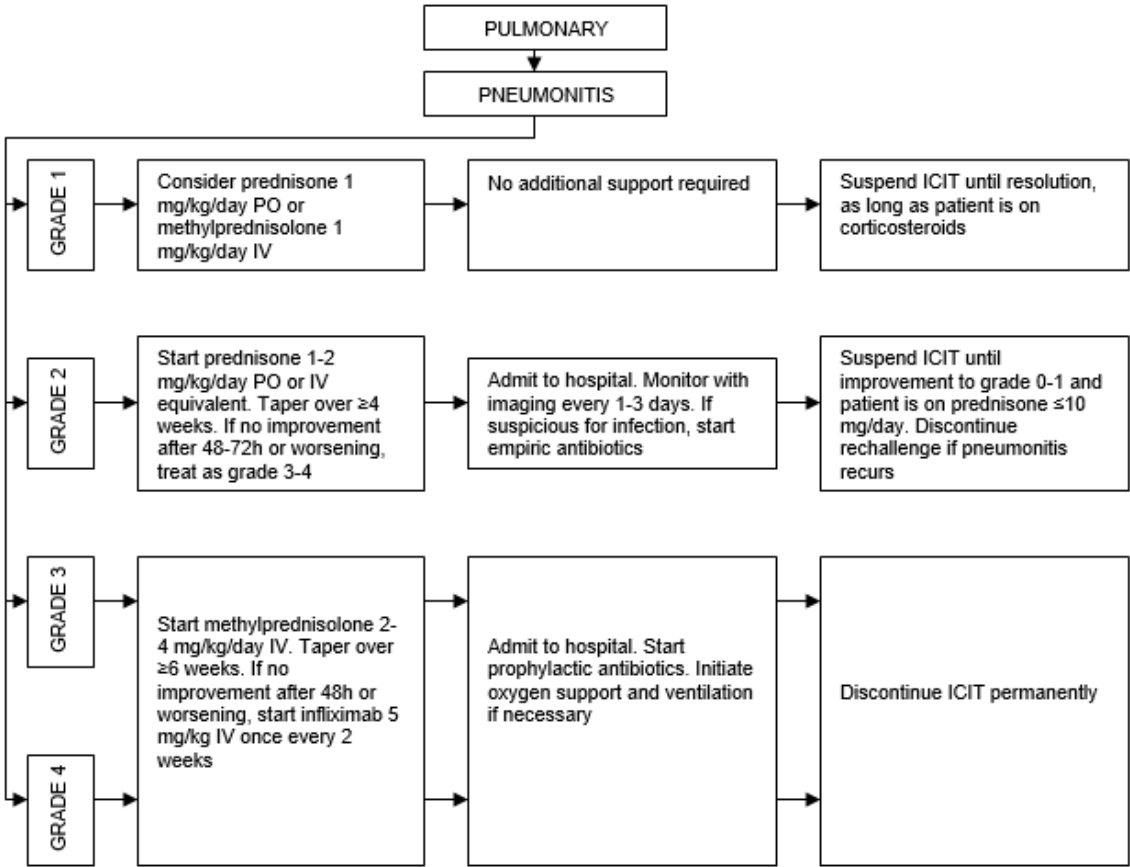 PULMONARY
PNEUMONITIS
GRADE 1
Consider prednisone 1
mg/kg/day PO or
methylprednisolone 1
mg/kg/day IV
No additional support required
Suspend ICIT until resolution,
as long as patient is on
corticosteroids
GRADE 2
Start prednisone 1-2
mg/kg/day PO or IV
equivalent. Taper over ≥4
weeks. If no improvement
after 48-72h or worsening,
treat as grade 3-4
Admit to hospital. Monitor with
imaging every 1-3 days. If
suspicious for infection, start
empiric antibiotics
Suspend ICIT until
improvement to grade 0-1 and
patient is on prednisone ≤10
mg/day. Discontinue
rechallenge if pneumonitis
recurs
GRADE 3
GRADE 4
Start methylprednisolone 2-
4 mg/kg/day IV. Taper over
≥6 weeks. If no
improvement after 48h or
worsening, start infliximab 5
mg/kg IV once every 2
weeks
Admit to hospital. Start
prophylactic antibiotics. Initiate
oxygen support and ventilation
if necessary
Discontinue ICIT permanently